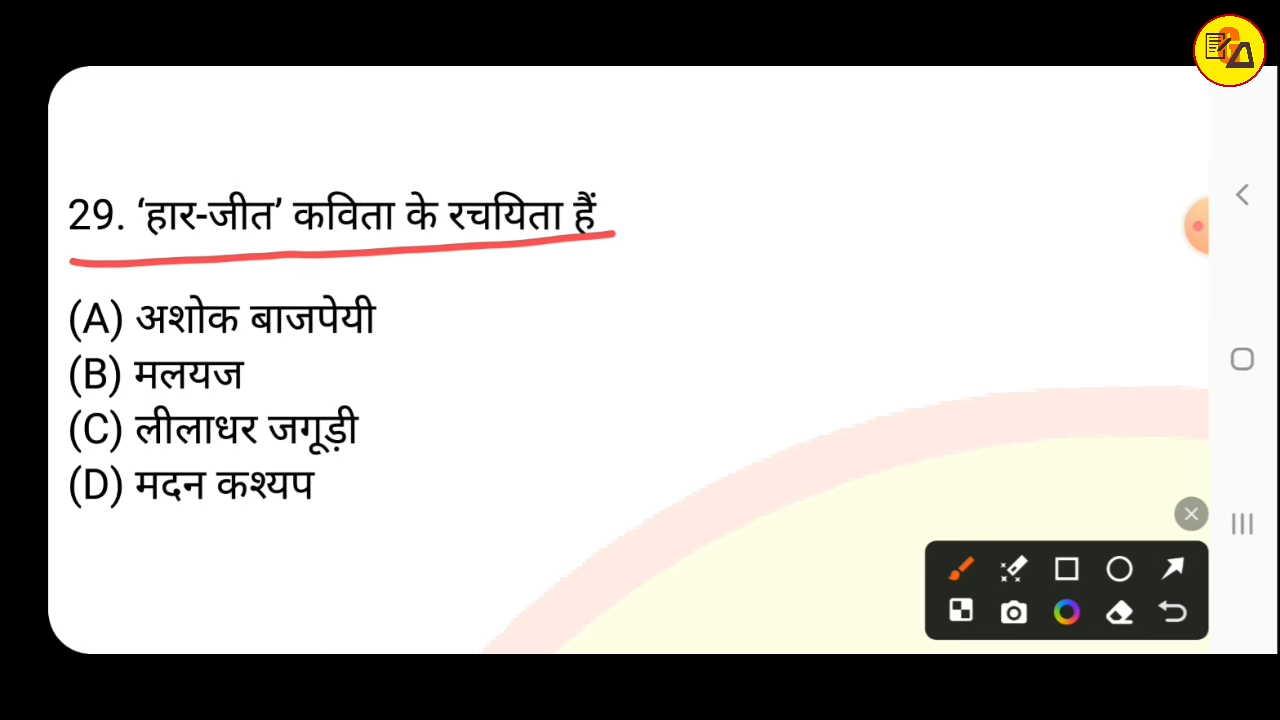 29. ‘हार-जीत’ कविता के रचयिता हैं
(A) अशोक बाजपेयी
(B) मलयज
(C) लीलाधर जगूड़ी
(D) मदन कश्यप